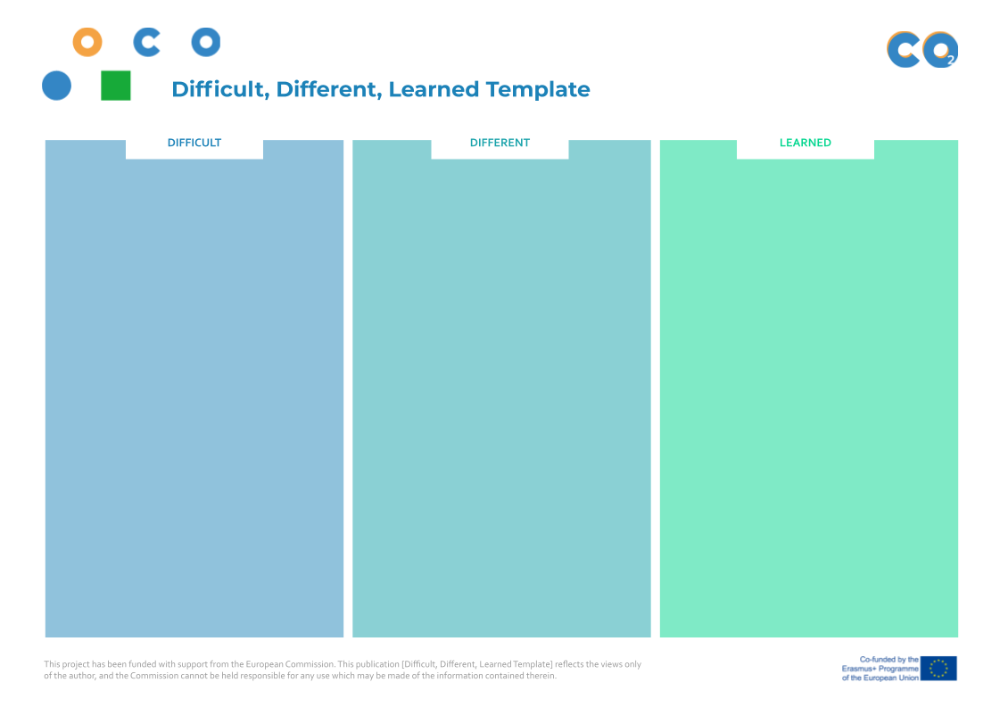 CO2
Difficult, Different, Learned Template
DIFFICULT
DIFFERENT
LEARNED
This project has been funded with support from the European Commission. This publication [Difficult, Different, Learned Template] reflects the views only
of the author, and the Commission cannot be held responsible for any use which may be made of the information contained therein.
Co-funded by the
Erasmus+ Programme
of the European Union